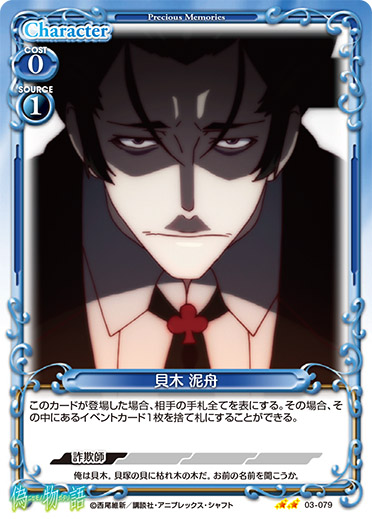 Precious Memories
Character
COST
0
SOURCE
1
貝木 泥舟
このカードが登場した場合、相手の手札全てを表にする。その場合、そ
の中にあるイベントカード1枚を捨て札にすることができる。
詐欺師
俺は貝木。貝塚の貝に枯れ木の木だ。お前の名前を聞こうか。
偽物語
©西尾維新／講談社・アニプレックス・シャフト
03-079